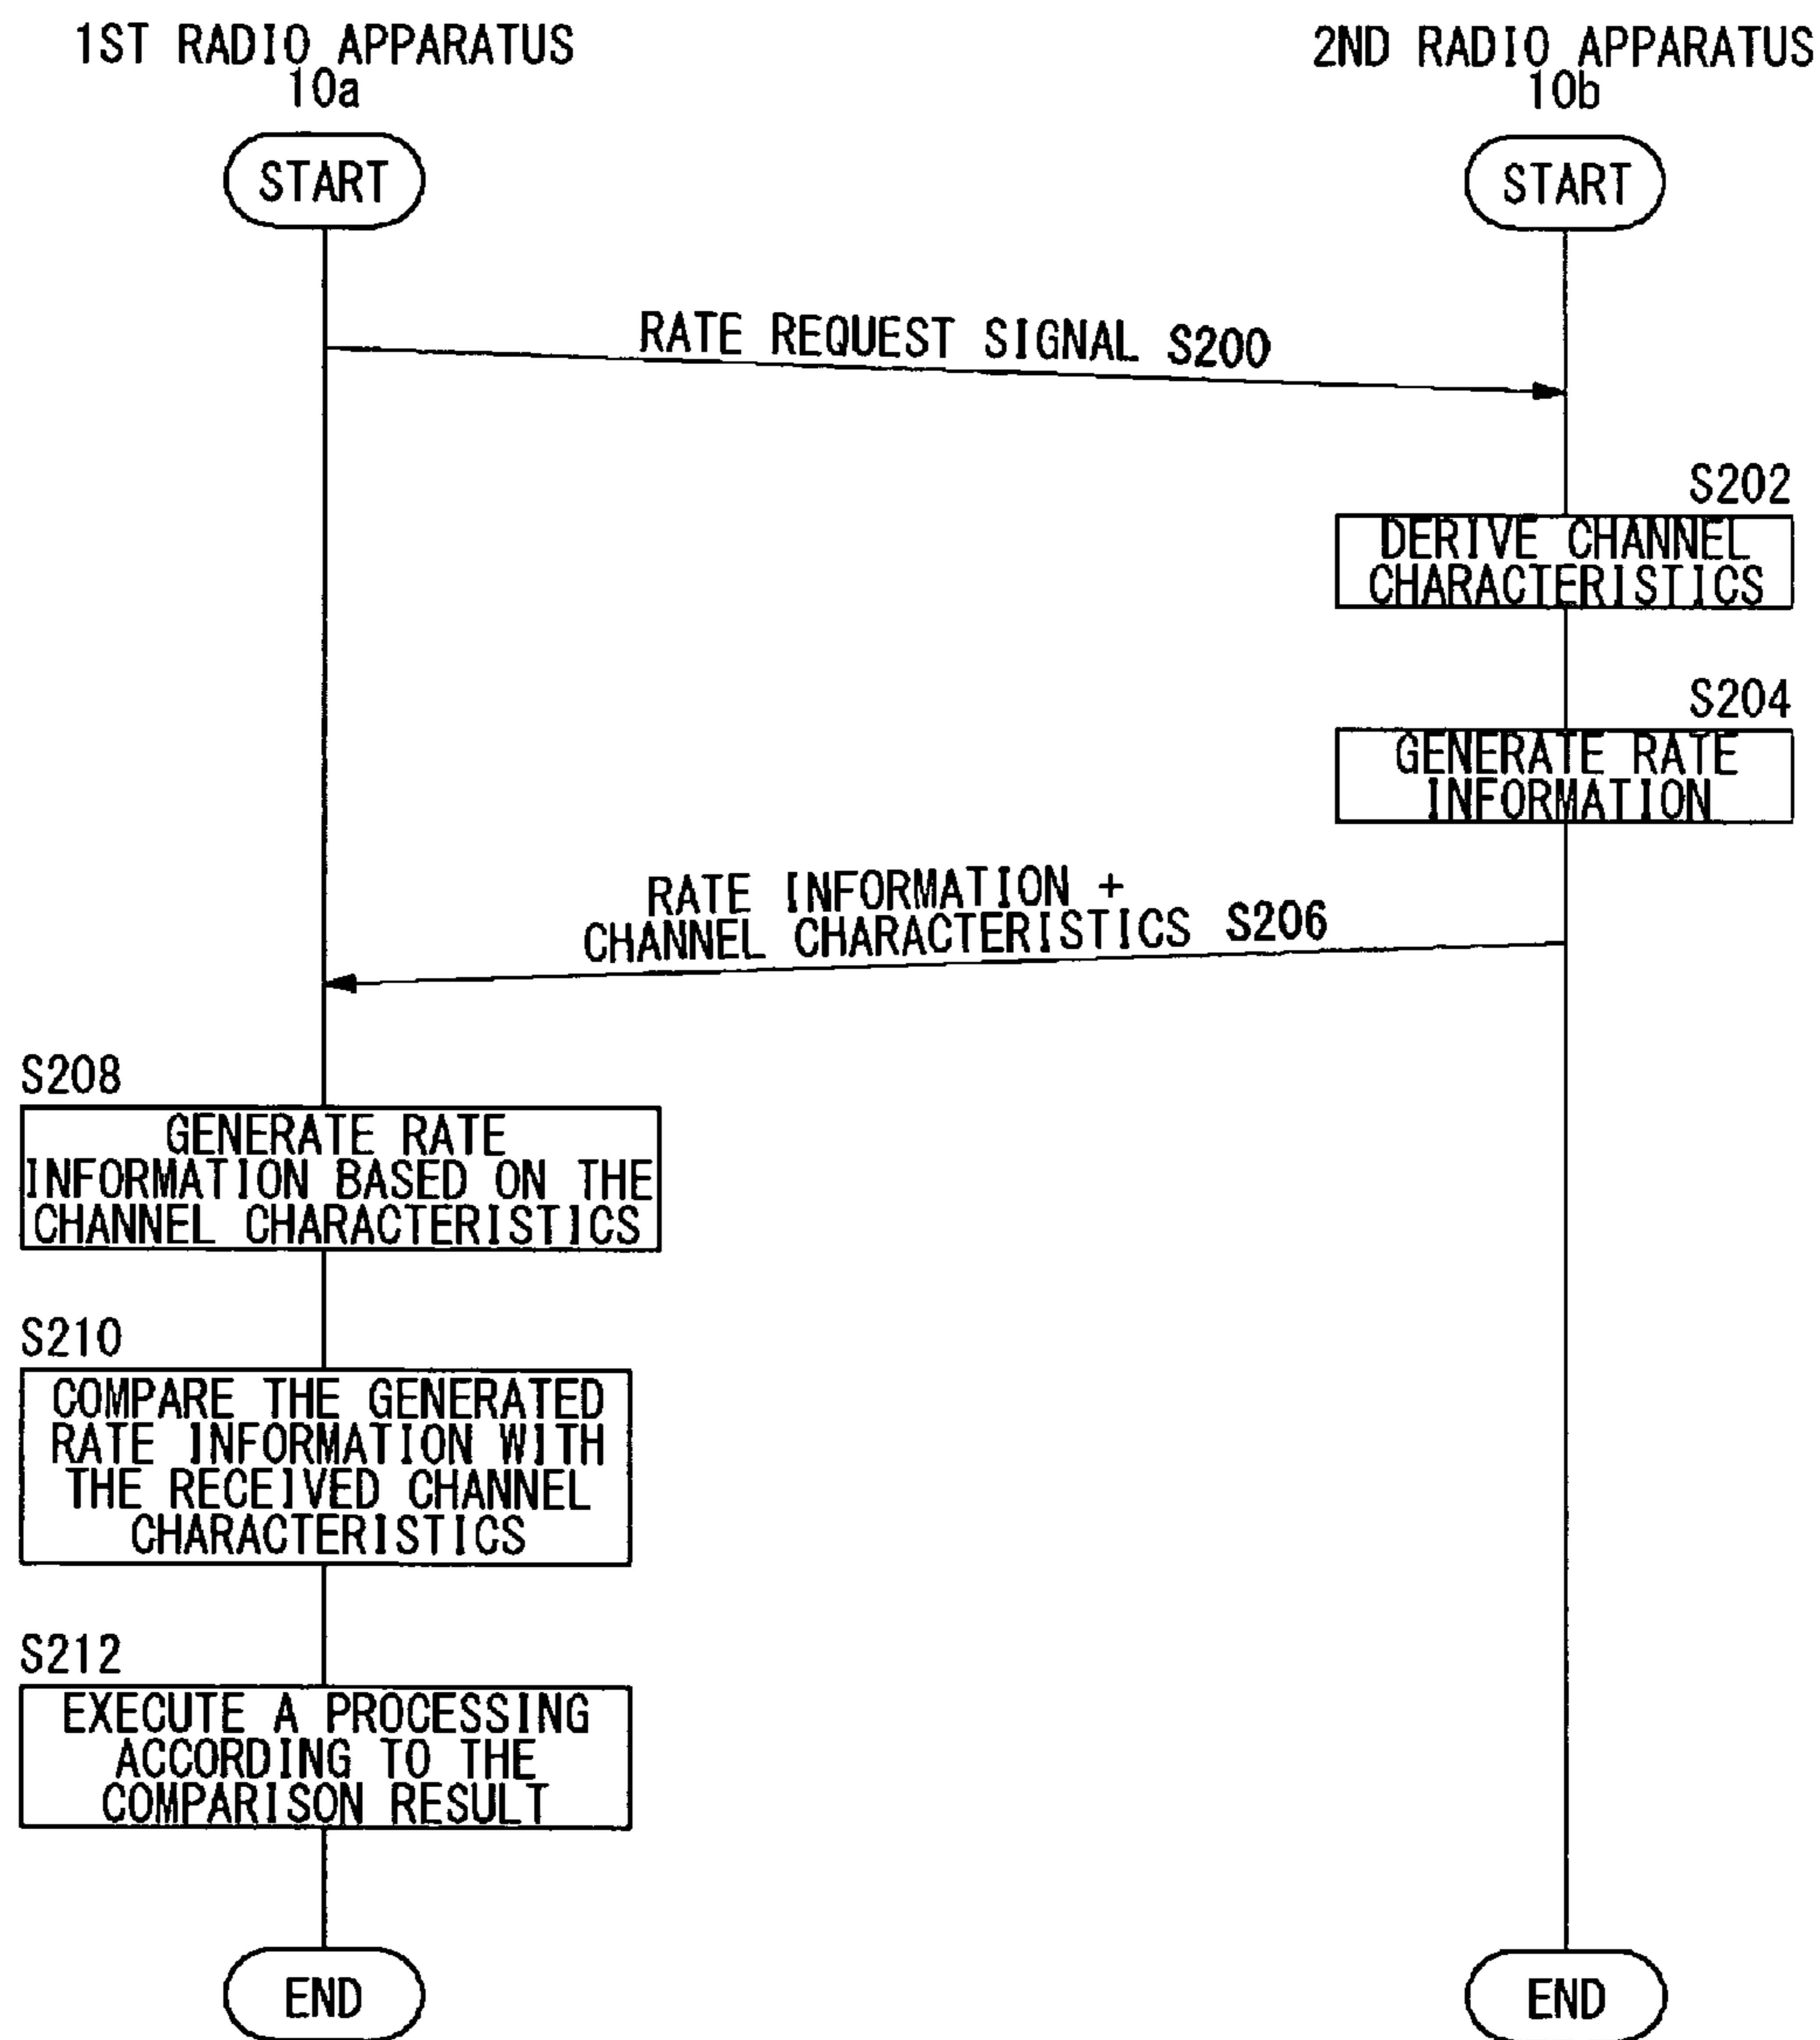 1ST RADIO APPARATUS
10a
2ND RADIO APPARATUS
10b
START
START
RATE REQUEST SIGNAL S200
S202
DERIVE CHANNEL
CHARACTERISTICS
S204
GENERATE RATE
INFORMATION
RATE INFORMATION +
CHANNEL CHARACTERISTICS S206
S208
GENERATE RATE
INFORMATION BASED ON THE
CHANNEL CHARACTERISTICS
S210
COMPARE THE GENERATED
RATE INFORMATION WITH
THE RECEIVED CHANNEL
CHARACTERISTICS
S212
EXECUTE A PROCESSING
ACCORDING TO THE
COMPARISON RESULT
END
END